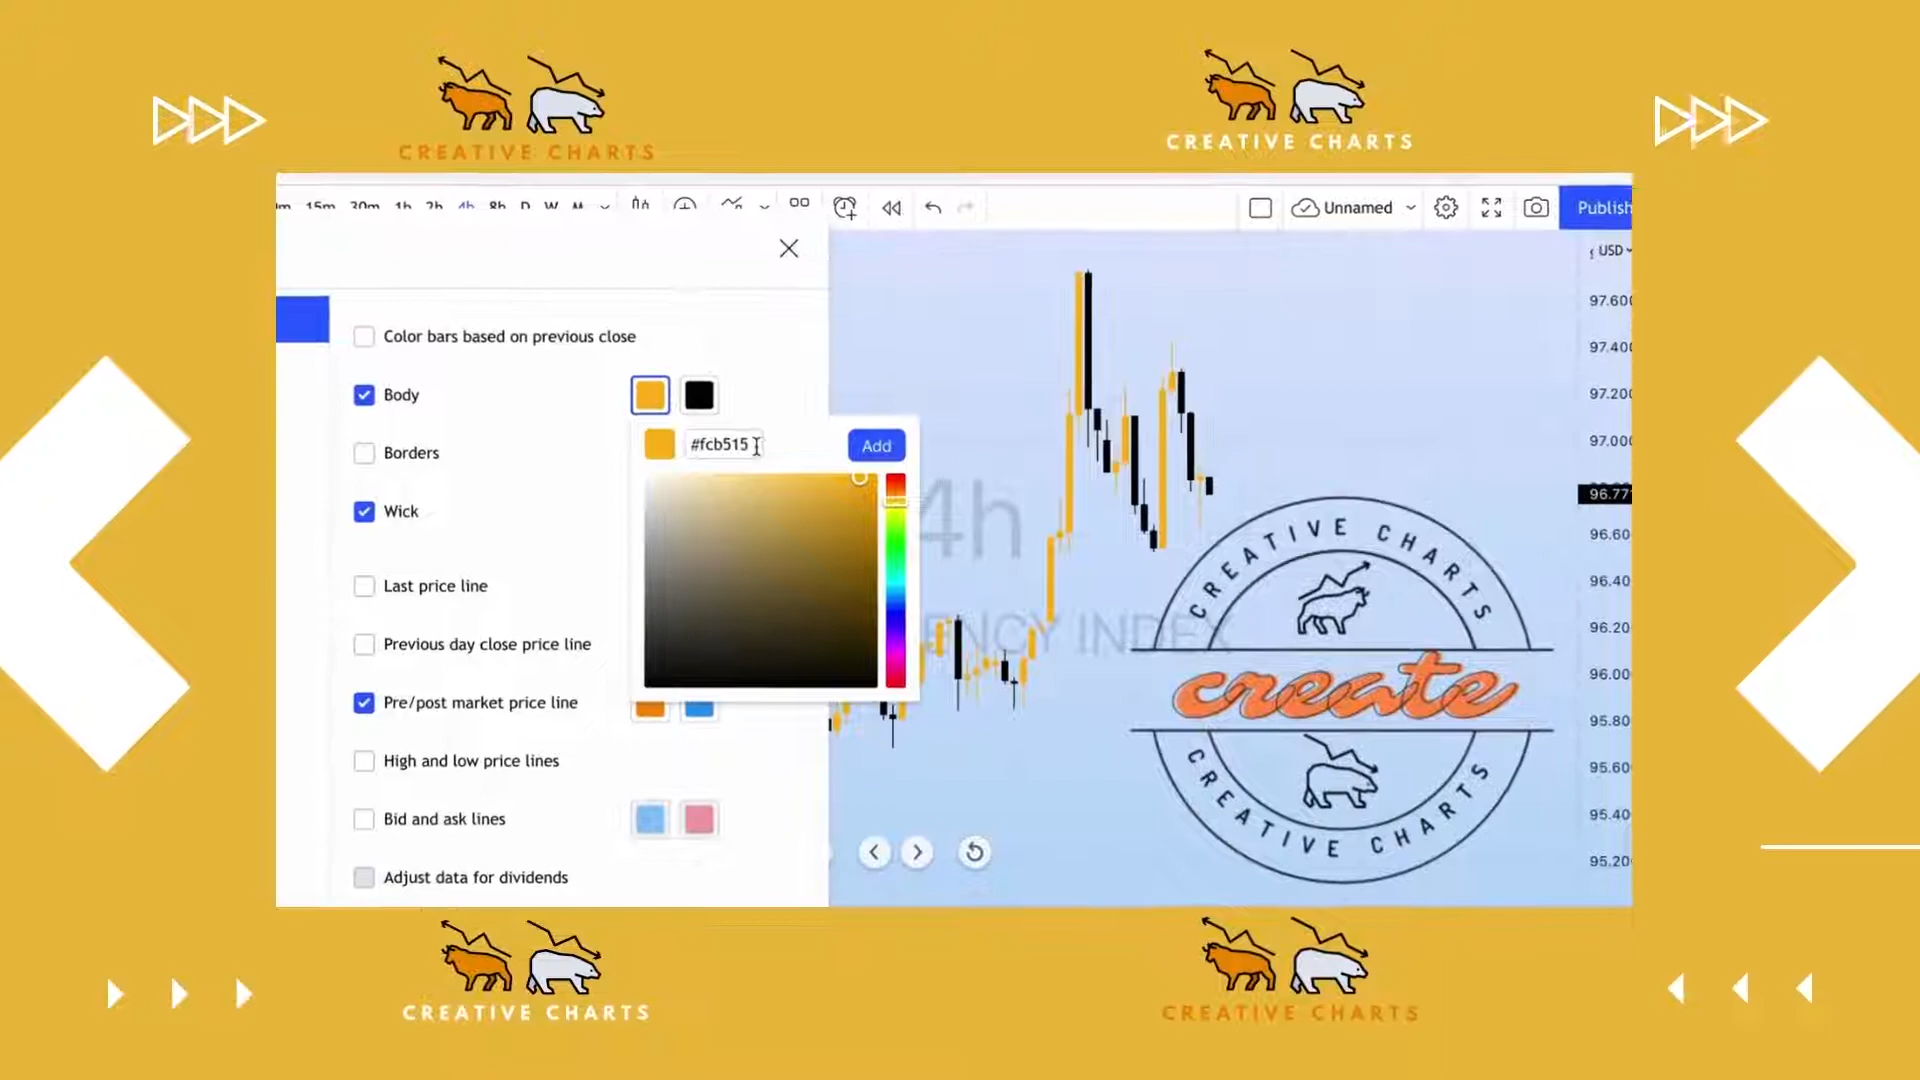 CREATIVE CHARTS
CREATIVE CHARTS
15m 30m 1h 2h 4h 8h D W M
Unnamed
Publish
USD
Color bars based on previous close
Body
#fcb515
Add
Borders
Wick
Last price line
Previous day close price line
Pre/post market price line
High and low price lines
Bid and ask lines
Adjust data for dividends
4h
ENCY INDEX
97.60
97.40
97.20
97.00
96.77
96.60
96.40
96.20
96.00
95.80
95.60
95.40
95.20
CREATIVE CHARTS
create
CREATIVE CHARTS
CREATIVE CHARTS
CREATIVE CHARTS